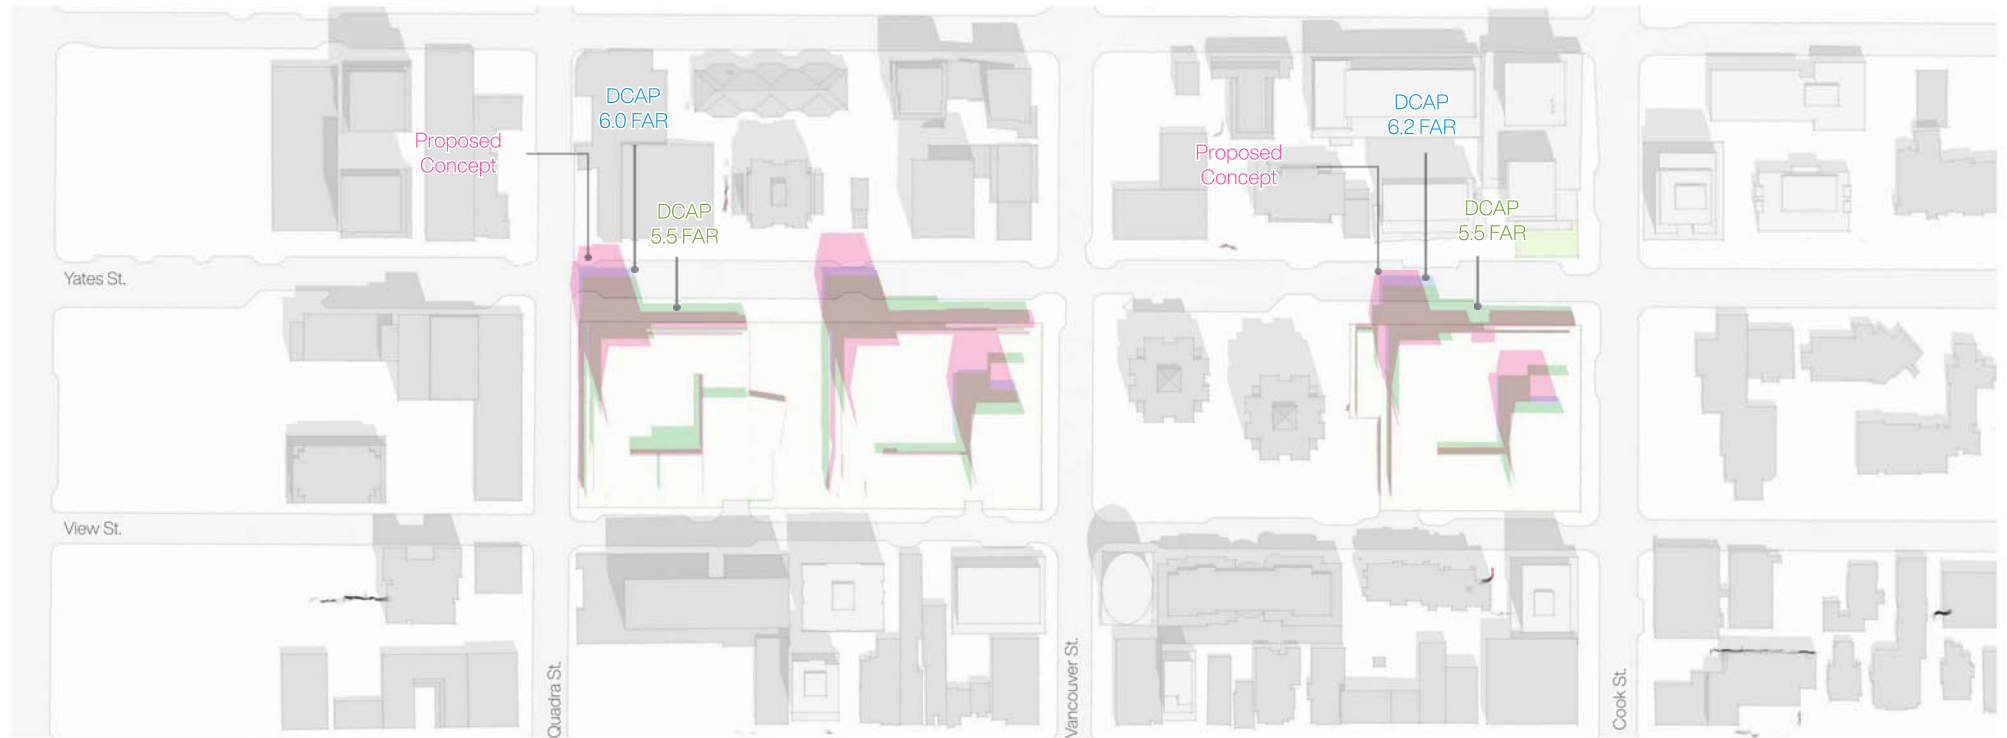 DCAP
6.0 FAR
DCAP
6.2 FAR
Proposed
Concept
Proposed
Concept
DCAP
5.5 FAR
DCAP
5.5 FAR
Yates St.
View St.
Quadra St.
Vancouver St.
Cook St.